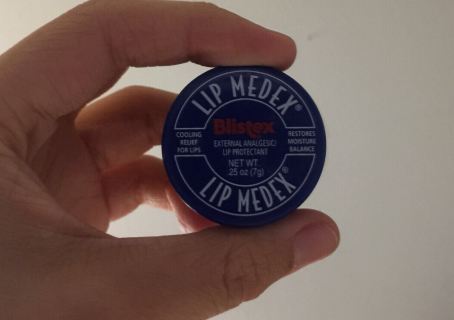 LIP MEDEX®
Blistex
COOLING
RELIEF
FOR LIPS
EXTERNAL ANALGESIC/
LIP PROTECTANT
RESTORES
MOISTURE
BALANCE
NET WT.
.25 oz (7g)
LIP MEDEX®